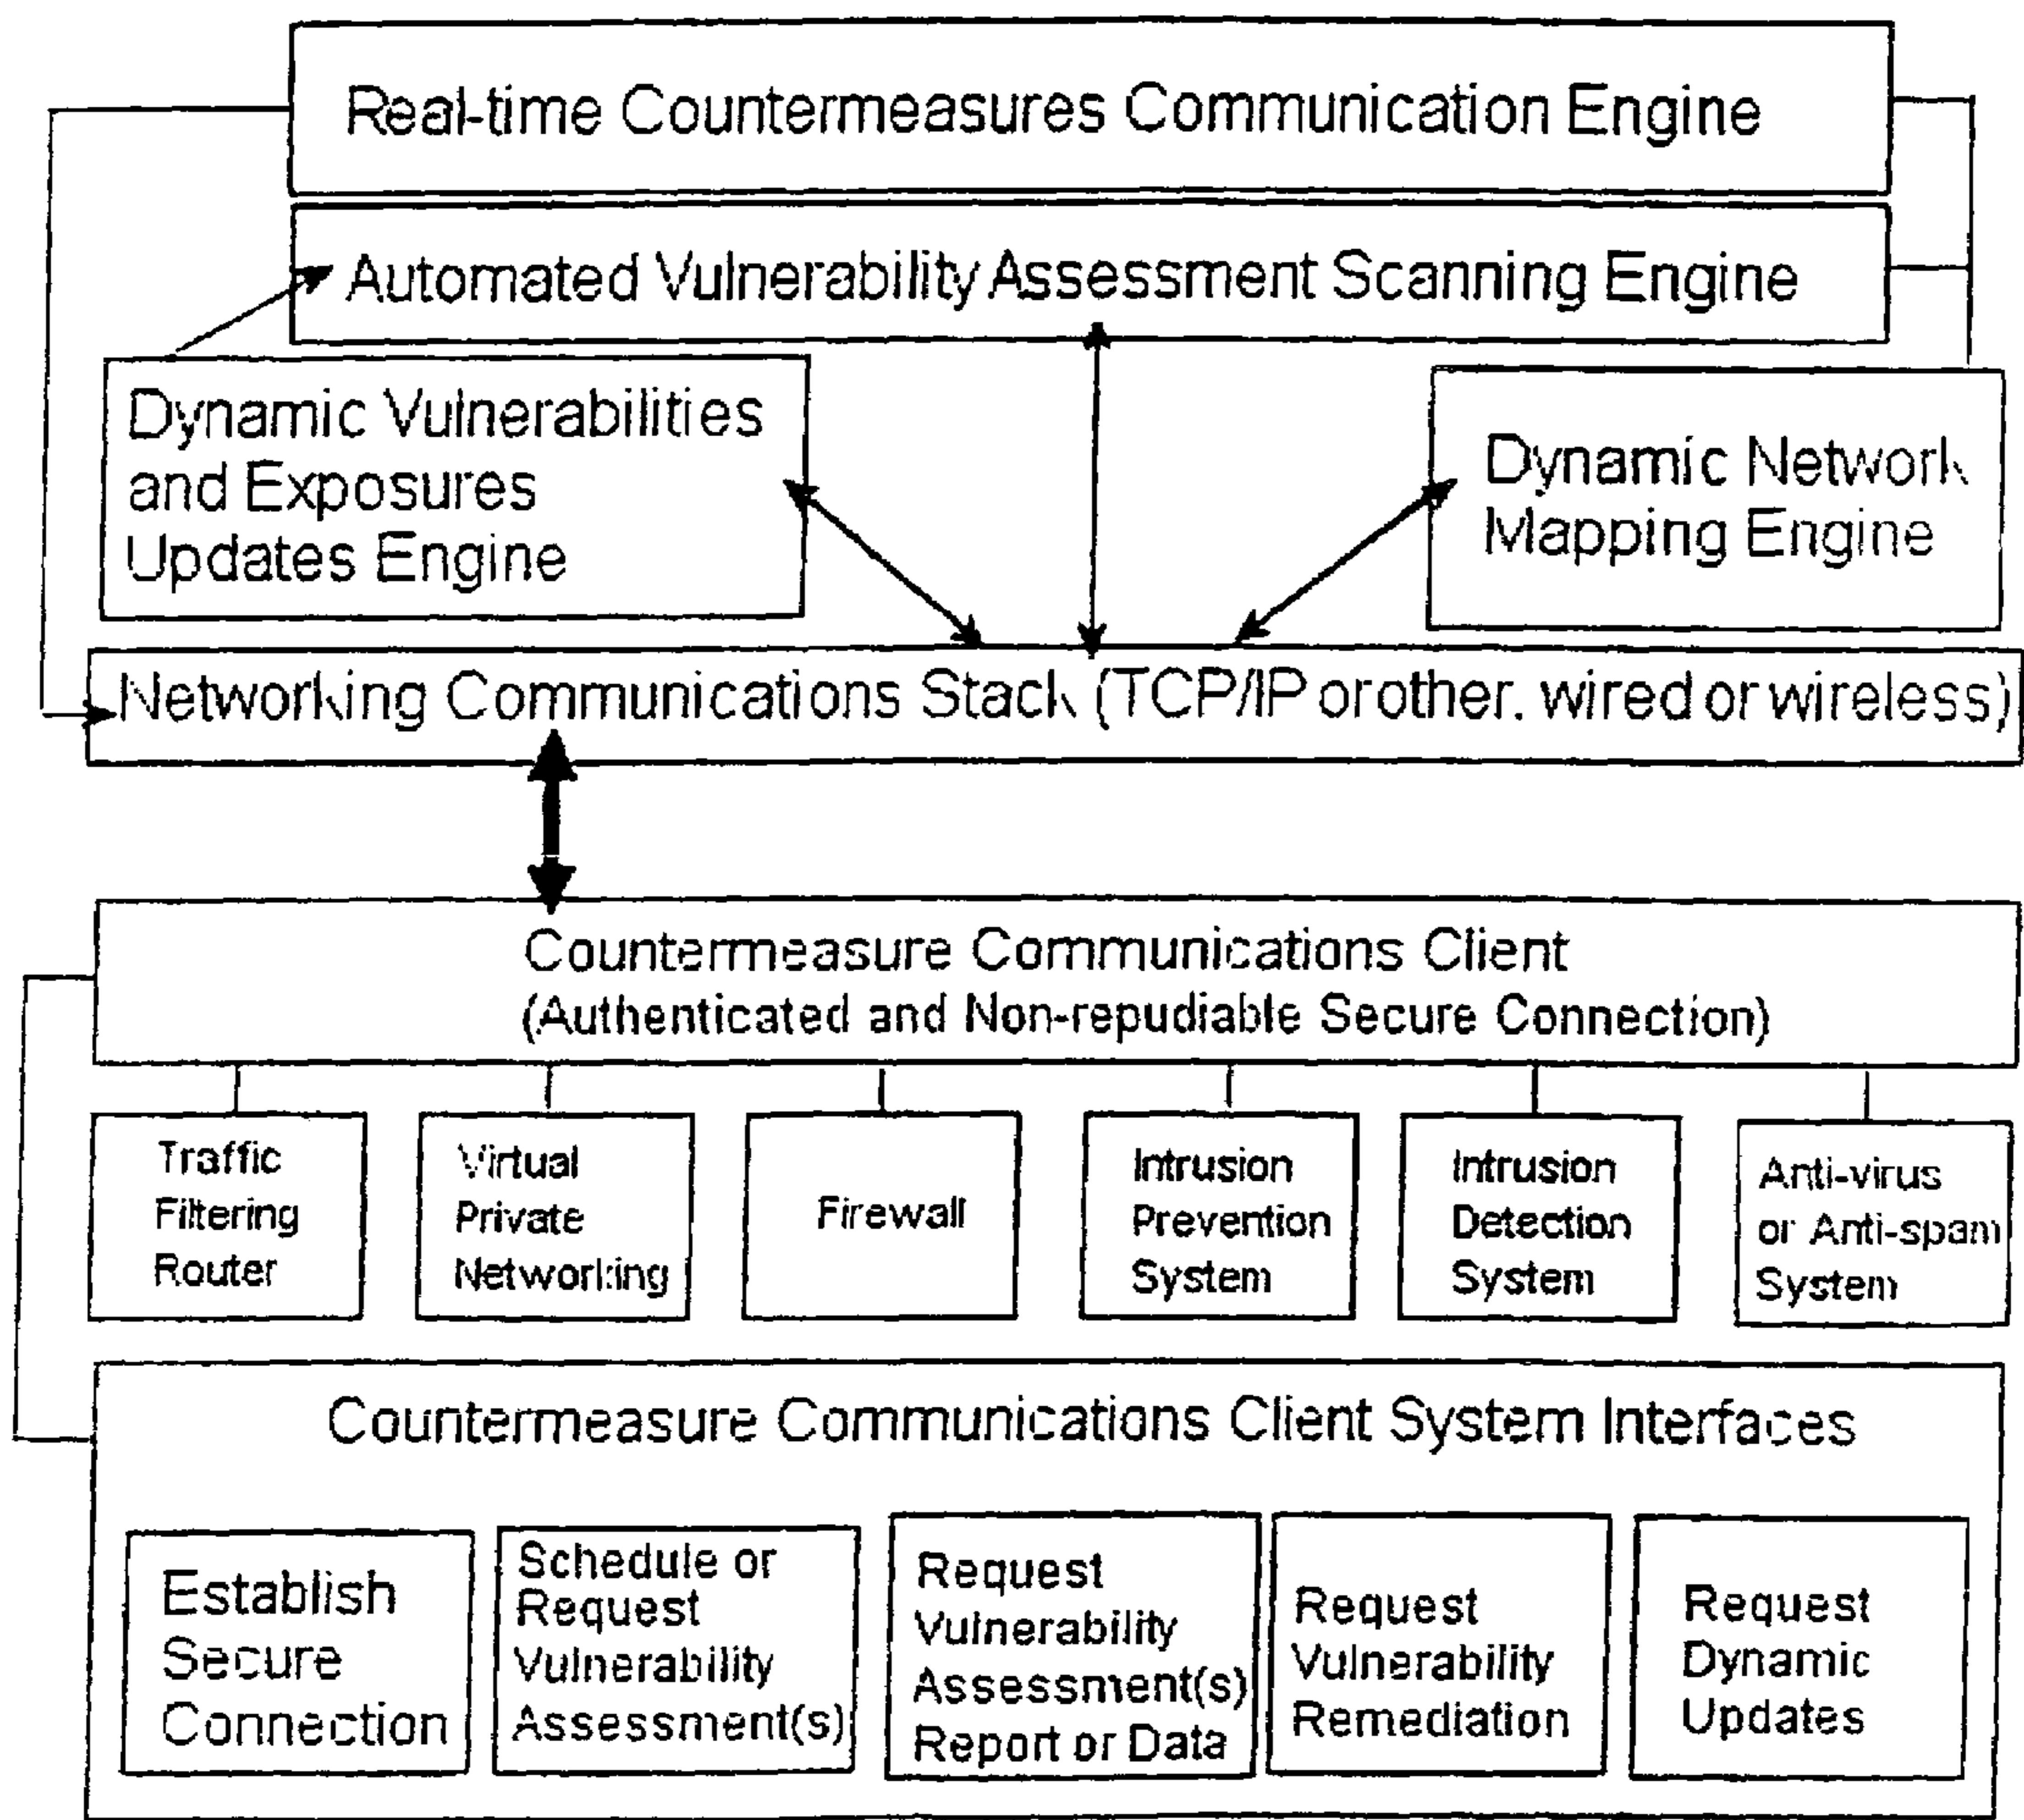 Real-time Countermeasures Communication Engine
Automated Vulnerability Assessment Scanning Engine
Dynamic Vulnerabilities
and Exposures
Updates Engine
Dynamic Network
Mapping Engine
Networking Communications Stack (TCP/IP or other. wired or wireless)
Countermeasure Communications Client
(Authenticated and Non-repudiable Secure Connection)
Traffic
Filtering
Router
Virtual
Private
Networking
Firewall
Intrusion
Prevention
System
Intrusion
Detection
System
Anti-virus
or Anti-spam
System
Countermeasure Communications Client System Interfaces
Establish
Secure
Connection
Schedule or
Request
Vulnerability
Assessment(s)
Request
Vulnerability
Assessment(s)
Report or Data
Request
Vulnerability
Remediation
Request
Dynamic
Updates